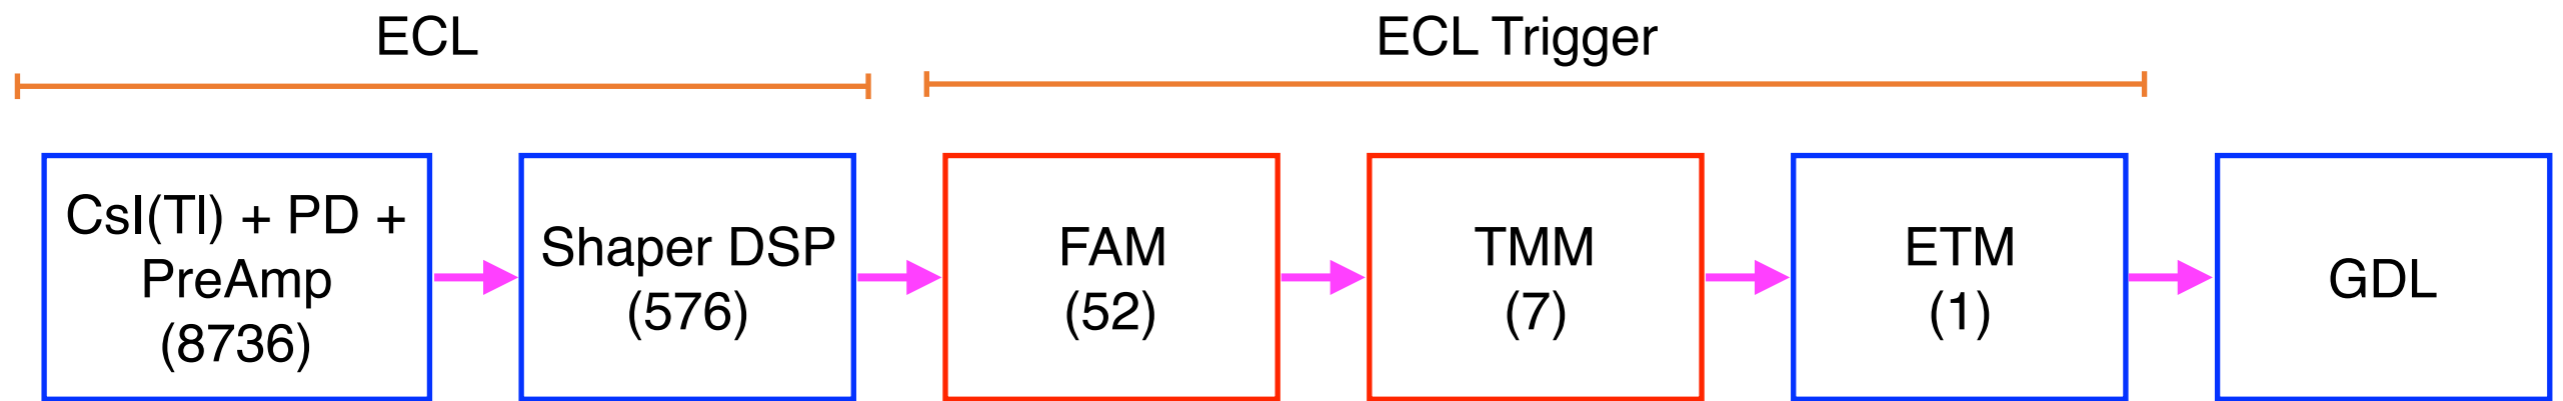 ECL
ECL Trigger
CsI(Tl) + PD +
PreAmp
(8736)
Shaper DSP
(576)
FAM
(52)
TMM
(7)
ETM
(1)
GDL